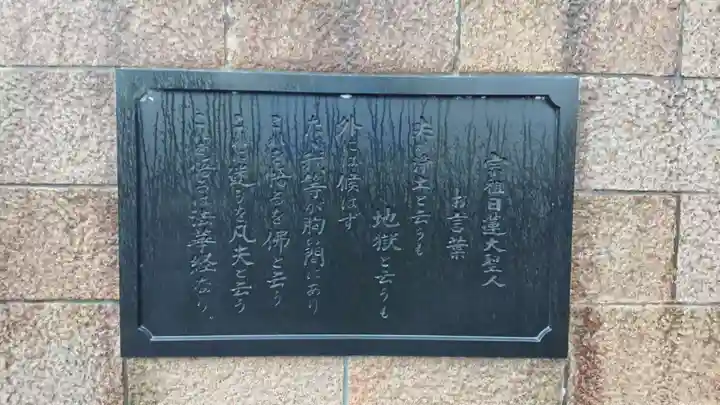 宗祖日蓮大聖人
お言葉
夫れ浄土と云うも
地獄と云うも
外には候はず
たゞ我等が胸の間にあり
これを悟るを佛と云う
これに迷うを凡夫と云う
これを悟るは法華経なり。